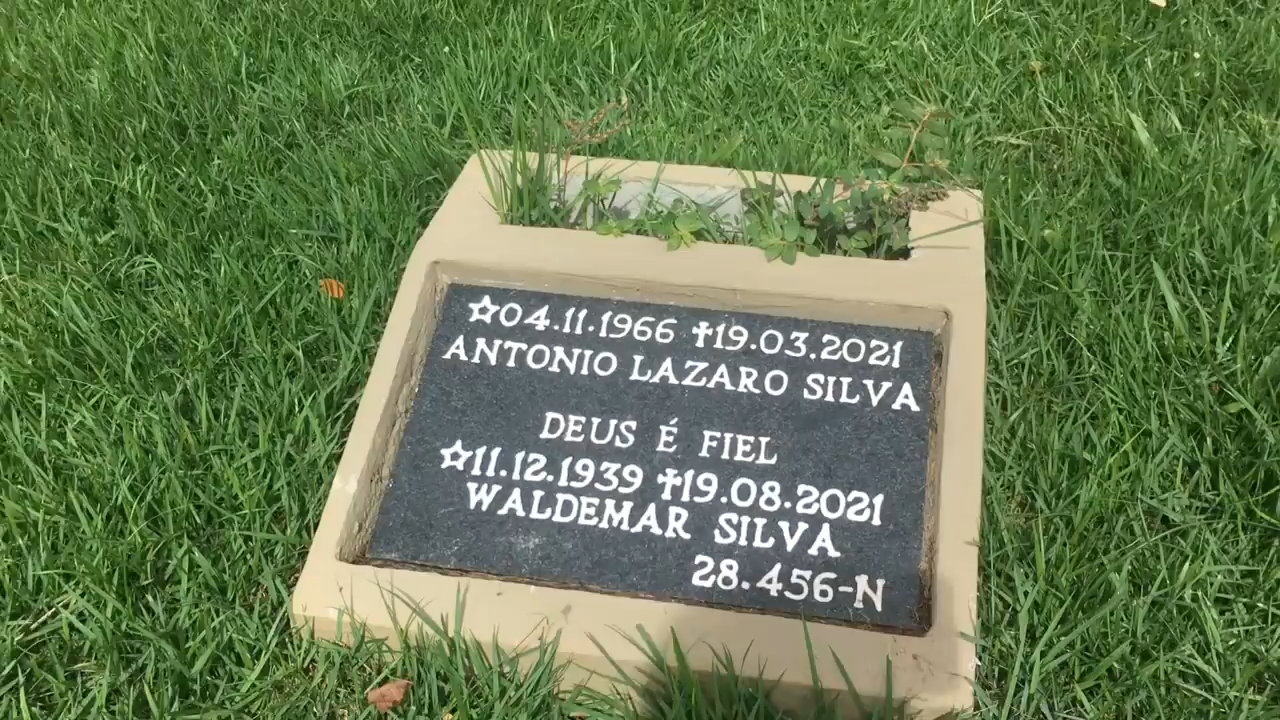 ☆04.11.1966 ✝19.03.2021
ANTONIO LAZARO SILVA
DEUS É FIEL
☆11.12.1939 ✝19.08.2021
WALDEMAR SILVA
28.456-N